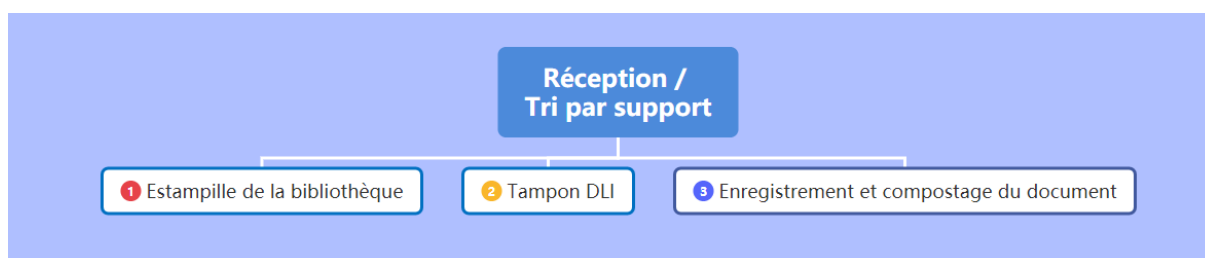 Réception /
Tri par support
1 Estampille de la bibliothèque
2 Tampon DLI
3 Enregistrement et compostage du document